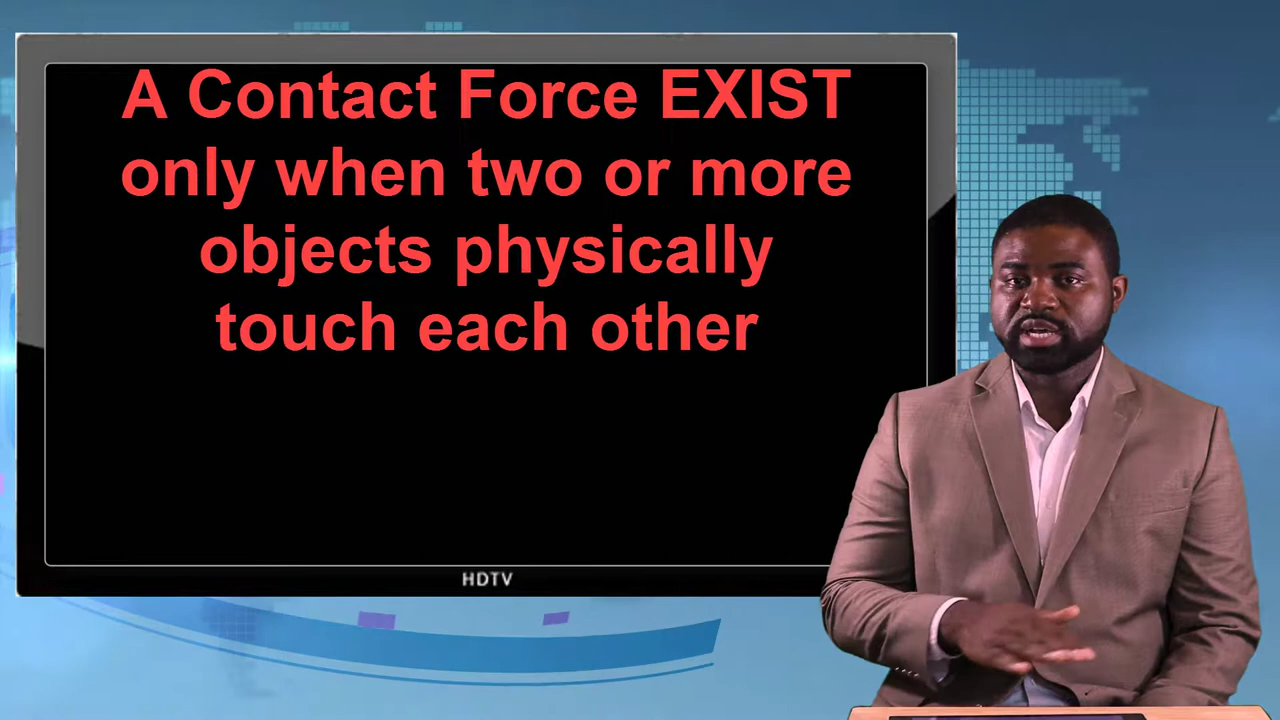 A Contact Force EXIST
only when two or more
objects physically
touch each other
HDTV